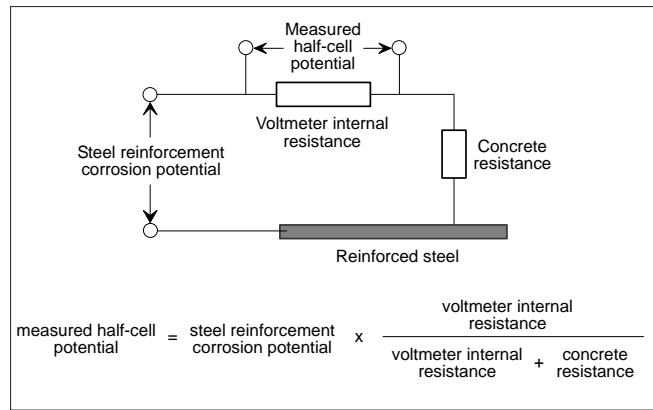 Measured
half-cell
potential
Voltmeter internal
resistance
Steel reinforcement
corrosion potential
Concrete
resistance
Reinforced steel
measured half-cell
potential
=
steel reinforcement
corrosion potential
x
voltmeter internal
resistance
voltmeter internal
resistance
+
concrete
resistance